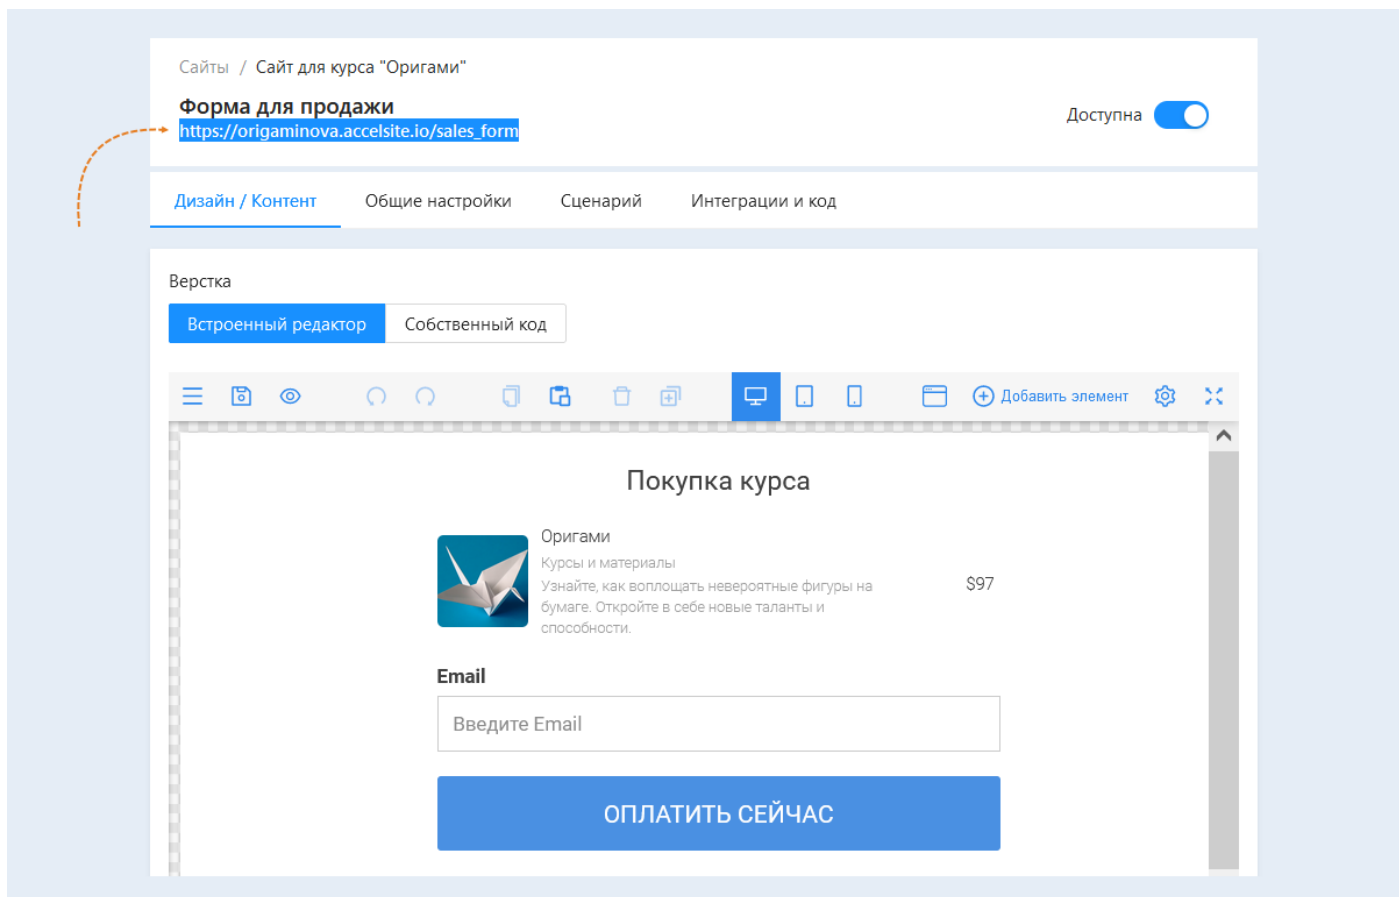 Сайты / Сайт для курса "Оригами"
Форма для продажи
https://origaminova.accelsite.io/sales_form
Доступна
Дизайн / Контент Общие настройки Сценарий Интеграции и код
Верстка
Встроенный редактор Собственный код
Добавить элемент
Покупка курса
Оригами
Курсы и материалы
Узнайте, как воплощать невероятные фигуры на
бумаге. Откройте в себе новые таланты и
способности.
$97
Email
Введите Email
ОПЛАТИТЬ СЕЙЧАС